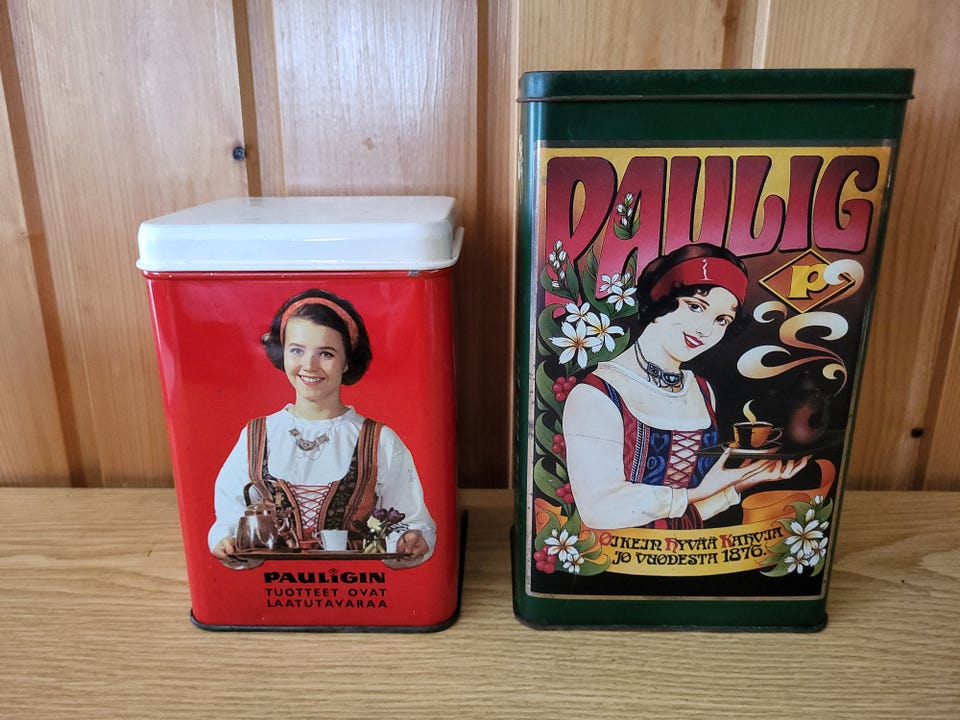 PAULIGIN
TUOTTEET OVAT
LAATUTAVARAA
PAULIG
P
OIKEIN HYVÄÄ KAHVIA
JO VUODESTA 1876.